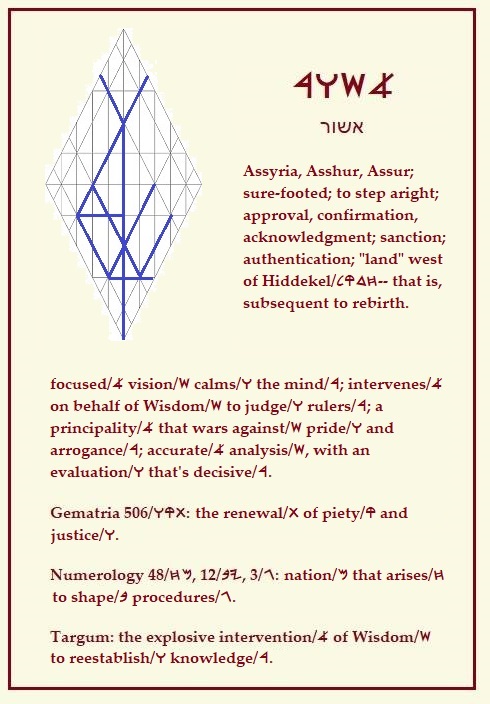 𐤀𐤔𐤅𐤓
אשור
Assyria, Asshur, Assur;
sure-footed; to step aright;
approval, confirmation,
acknowledgment; sanction;
authentication; "land" west
of Hiddekel/𐤇𐤃𐤒𐤋-- that is,
subsequent to rebirth.
focused/𐤀 vision/𐤔 calms/𐤅 the mind/𐤓; intervenes/𐤀
on behalf of Wisdom/𐤔 to judge/𐤅 rulers/𐤓; a
principality/𐤀 that wars against/𐤔 pride/𐤅 and
arrogance/𐤓; accurate/𐤀 analysis/𐤔, with an
evaluation/𐤅 that's decisive/𐤓.
Gematria 506/𐤕𐤒𐤅: the renewal/𐤕 of piety/𐤒 and
justice/𐤅.
Numerology 48/𐤌𐤇, 12/𐤉𐤁, 3/𐤂: nation/𐤌 that arises/𐤇
to shape/𐤁 procedures/𐤂.
Targum: the explosive intervention/𐤀 of Wisdom/𐤔
to reestablish/𐤅 knowledge/𐤓.